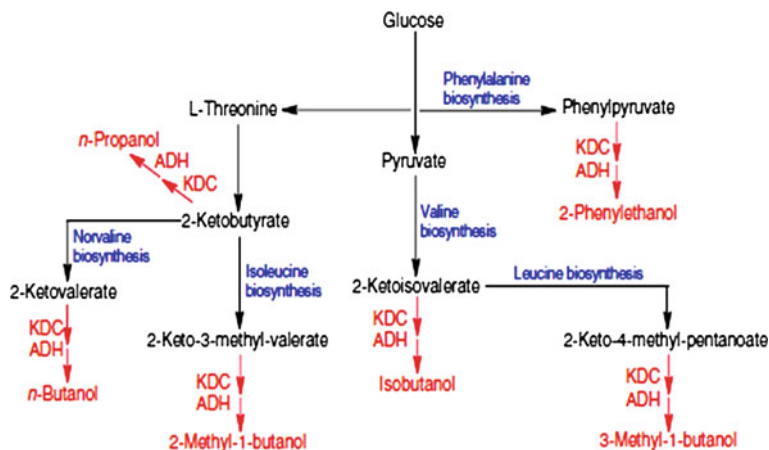 Glucose
Phenylalanine
biosynthesis
L-Threonine
Phenylpyruvate
n-Propanol
ADH
KDC
Pyruvate
KDC
ADH
2-Phenylethanol
2-Ketobutyrate
Valine
biosynthesis
Norvaline
biosynthesis
Isoleucine
biosynthesis
2-Ketovalerate
2-Ketoisovalerate
Leucine biosynthesis
KDC
ADH
n-Butanol
2-Keto-3-methyl-valerate
KDC
ADH
2-Methyl-1-butanol
KDC
ADH
Isobutanol
2-Keto-4-methyl-pentanoate
KDC
ADH
3-Methyl-1-butanol